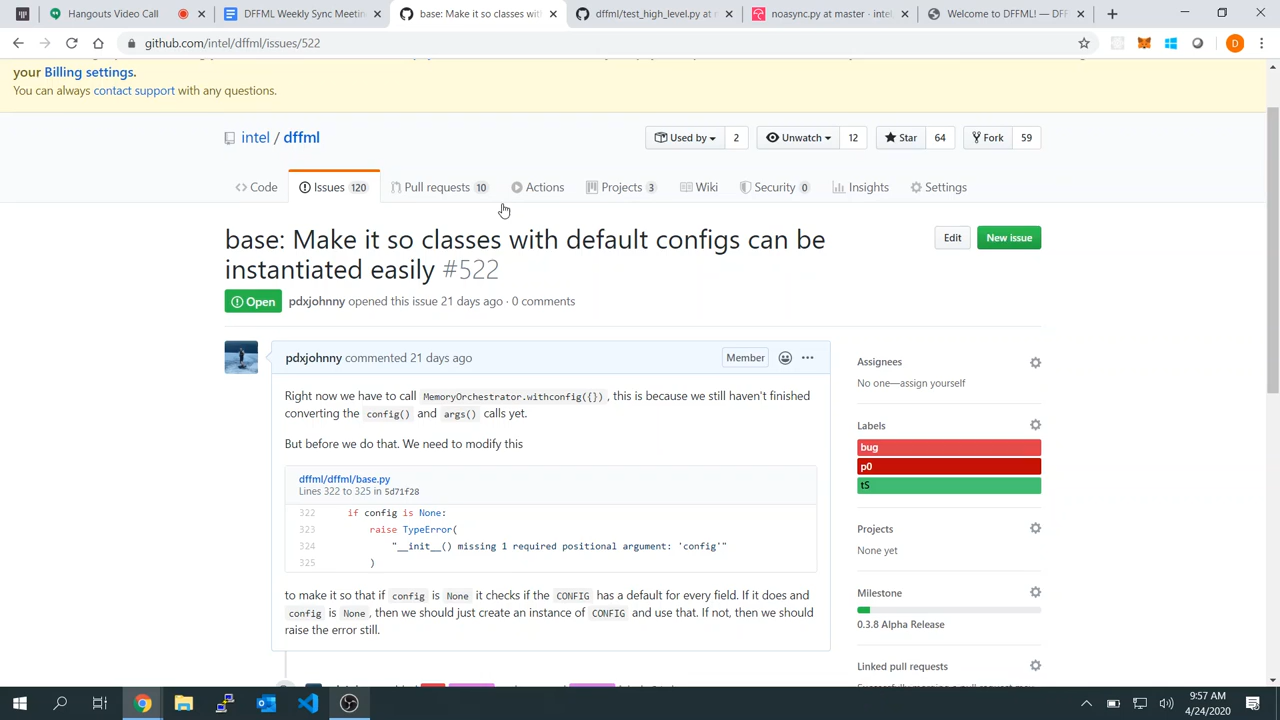 Hangouts Video Call
DFFML Weekly Sync Meetin
base: Make it so classes with
dffml/test_high_level.py at m
noasync.py at master · intel
Welcome to DFFML! — DFF
github.com/intel/dffml/issues/522
D
your Billing settings.
You can always contact support with any questions.
intel / dffml
Used by 2
Unwatch 12
Star 64
Fork 59
Code
Issues 120
Pull requests 10
Actions
Projects 3
Wiki
Security 0
Insights
Settings
base: Make it so classes with default configs can be
instantiated easily #522
Edit
New issue
Open
pdxjohnny opened this issue 21 days ago · 0 comments
pdxjohnny commented 21 days ago
Member
Right now we have to call MemoryOrchestrator.withconfig({}) , this is because we still haven't finished
converting the config() and args() calls yet.
But before we do that. We need to modify this
dffml/dffml/base.py
Lines 322 to 325 in 5d71f28
322 if config is None:
323 raise TypeError(
324 "__init__() missing 1 required positional argument: 'config'"
325 )
to make it so that if config is None it checks if the CONFIG has a default for every field. If it does and
config is None , then we should just create an instance of CONFIG and use that. If not, then we should
raise the error still.
Assignees
No one—assign yourself
Labels
bug
p0
tS
Projects
None yet
Milestone
0.3.8 Alpha Release
Linked pull requests
9:57 AM
4/24/2020